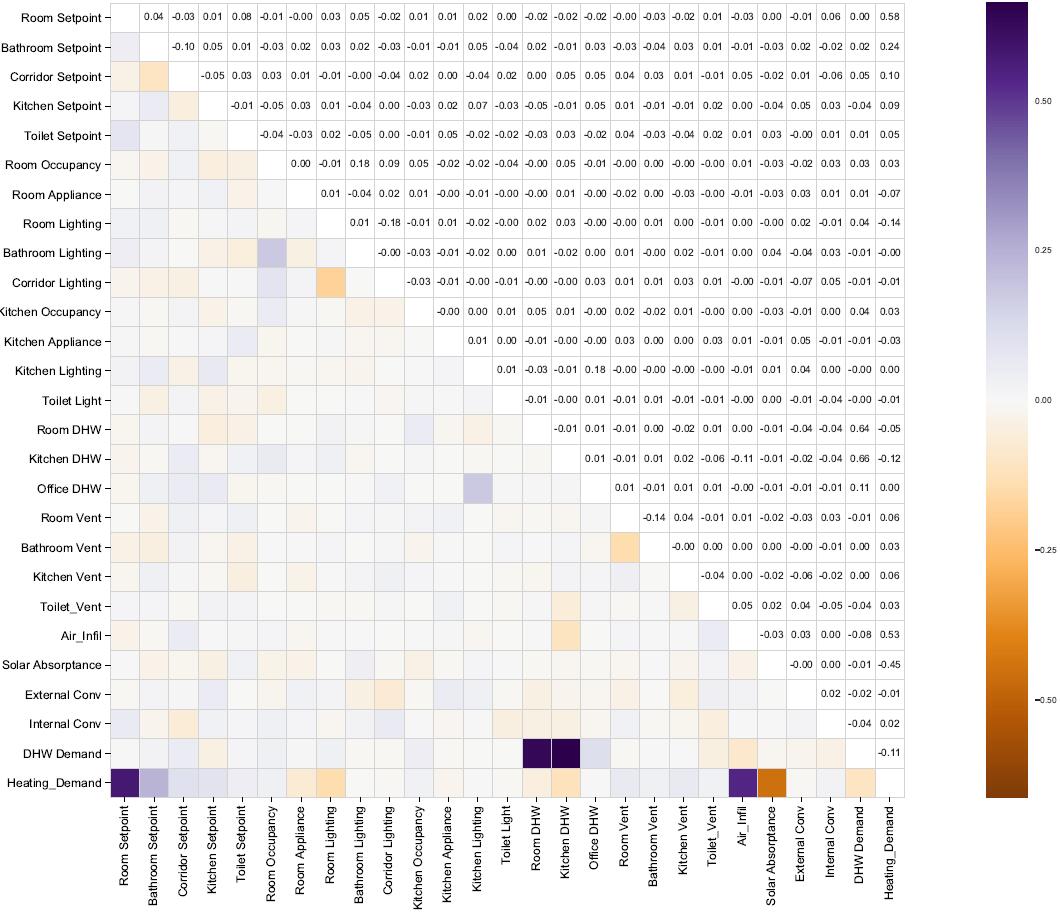 Room Setpoint 0.04 -0.03 0.01 0.08 -0.01 -0.00 0.03 0.05 -0.02 0.01 0.01 0.02 0.00 -0.02 -0.02 -0.02 0.00 -0.03 -0.02 0.01 -0.03 0.00 -0.01 0.06 0.00 0.58
Bathroom Setpoint -0.10 0.05 0.01 -0.03 0.02 0.03 0.02 -0.03 -0.01 -0.01 0.05 -0.04 0.02 -0.01 0.03 -0.03 -0.04 0.03 0.01 -0.01 -0.03 0.02 -0.02 0.02 0.24
Corridor Setpoint -0.05 0.03 0.03 0.01 -0.01 -0.00 -0.04 0.02 0.00 -0.04 0.02 0.00 0.05 0.05 0.04 0.03 0.01 -0.01 0.05 -0.02 0.01 -0.06 0.05 0.10
Kitchen Setpoint -0.01 -0.05 0.03 0.01 -0.04 0.00 -0.03 0.02 0.07 -0.03 -0.05 -0.01 0.05 0.01 -0.01 -0.01 0.02 0.00 -0.04 0.05 0.03 -0.04 0.09
Toilet Setpoint -0.04 -0.03 0.02 -0.05 0.00 -0.01 0.05 -0.02 -0.02 -0.03 0.03 -0.02 0.04 -0.03 -0.04 0.02 0.01 0.03 -0.00 0.01 0.01 0.05
Room Occupancy 0.00 -0.01 0.18 0.09 0.05 -0.02 -0.02 -0.04 -0.00 0.05 -0.01 0.00 -0.00 -0.00 -0.00 0.01 -0.03 -0.02 0.03 0.03 0.03
Room Appliance 0.01 -0.04 0.02 0.01 -0.00 -0.01 -0.00 -0.00 0.01 -0.00 -0.02 0.00 -0.03 -0.00 0.01 -0.03 0.03 0.01 0.01 -0.07
Room Lighting 0.01 -0.18 -0.01 0.01 -0.02 -0.00 0.02 0.03 -0.00 -0.01 0.00 0.01 -0.00 0.01 -0.00 0.02 -0.01 0.04 -0.14
Bathroom Lighting -0.00 -0.03 -0.01 -0.02 0.00 0.01 -0.02 0.00 0.01 -0.00 0.02 -0.01 0.00 0.04 -0.04 0.03 -0.01 -0.00
Corridor Lighting -0.03 -0.01 -0.00 -0.01 -0.00 -0.00 0.03 0.01 0.01 0.03 0.01 -0.00 -0.01 -0.07 0.05 -0.01 -0.01
Kitchen Occupancy -0.00 0.00 0.01 0.05 0.01 -0.00 0.02 -0.02 0.01 -0.00 0.00 -0.03 -0.01 -0.00 0.04 0.03
Kitchen Appliance 0.01 0.00 -0.01 -0.00 -0.00 0.03 0.00 0.00 0.03 0.01 -0.01 0.05 -0.01 -0.01 -0.03
Kitchen Lighting 0.01 -0.03 -0.01 0.18 -0.00 -0.00 -0.00 -0.00 -0.01 0.01 0.04 0.00 -0.00 0.00
Toilet Light -0.01 -0.00 0.01 -0.01 0.01 -0.01 -0.01 -0.00 0.00 -0.01 -0.04 -0.00 -0.01
Room DHW -0.01 0.01 -0.01 0.00 -0.02 0.01 0.00 -0.01 -0.04 -0.04 0.64 -0.05
Kitchen DHW 0.01 -0.01 0.01 0.02 -0.06 -0.11 -0.01 -0.02 -0.04 0.66 -0.12
Office DHW 0.01 -0.01 0.01 0.01 -0.00 -0.01 -0.01 -0.01 0.11 0.00
Room Vent -0.14 0.04 -0.01 0.01 -0.02 -0.03 0.03 -0.01 0.06
Bathroom Vent -0.00 0.00 0.00 0.00 -0.00 -0.01 0.00 0.03
Kitchen Vent -0.04 0.00 -0.02 -0.06 -0.02 0.00 0.06
Toilet_Vent 0.05 0.02 0.04 -0.05 -0.04 0.03
Air_Infil -0.03 0.03 0.00 -0.08 0.53
Solar Absorptance -0.00 0.00 -0.01 -0.45
External Conv 0.02 -0.02 -0.01
Internal Conv -0.04 0.02
DHW Demand -0.11
Heating_Demand
Room Setpoint
Bathroom Setpoint
Corridor Setpoint
Kitchen Setpoint
Toilet Setpoint
Room Occupancy
Room Appliance
Room Lighting
Bathroom Lighting
Corridor Lighting
Kitchen Occupancy
Kitchen Appliance
Kitchen Lighting
Toilet Light
Room DHW
Kitchen DHW
Office DHW
Room Vent
Bathroom Vent
Kitchen Vent
Toilet_Vent
Air_Infil
Solar Absorptance
External Conv
Internal Conv
DHW Demand
Heating_Demand
0.50
0.25
0.00
-0.25
-0.50